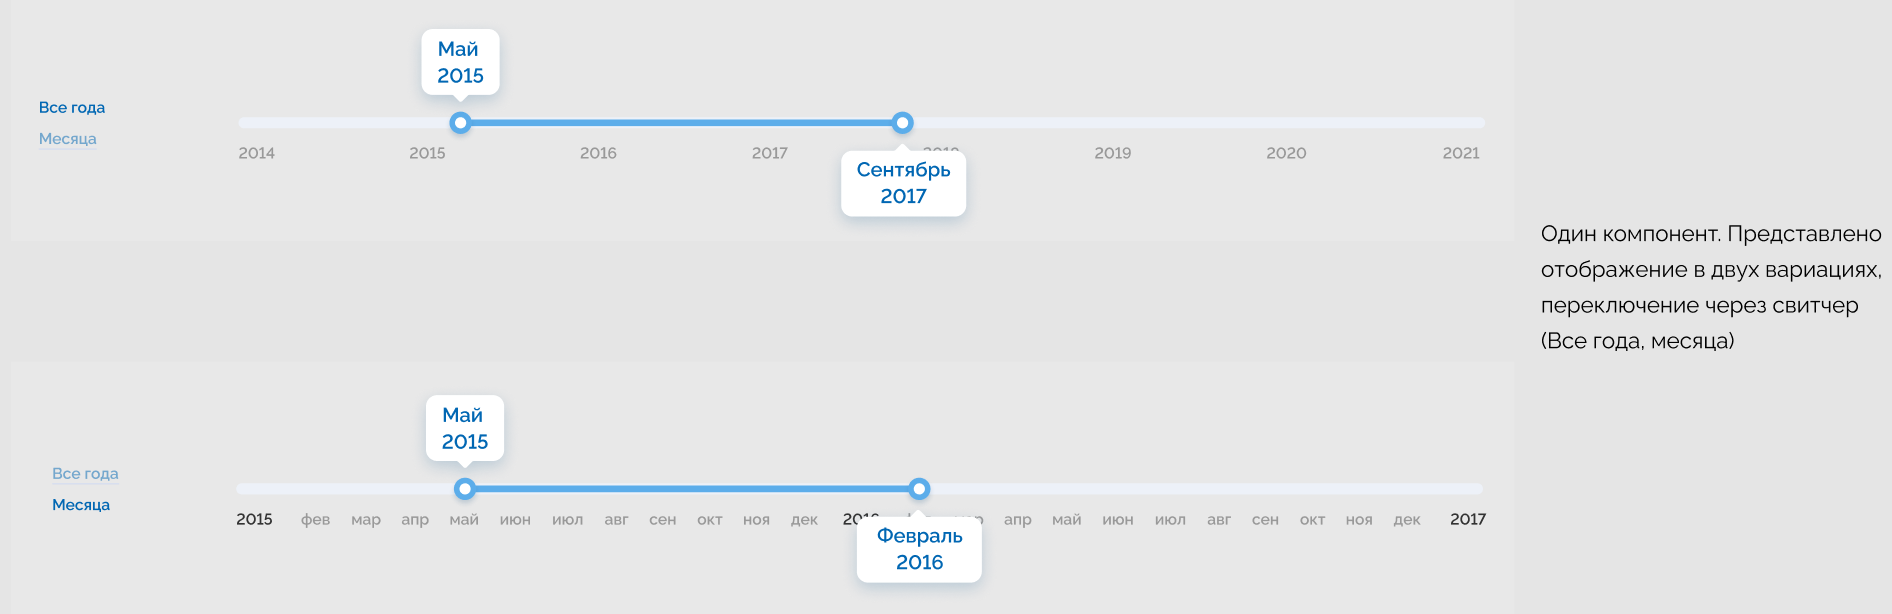 Май
2015
Все года
Месяца
2014 2015 2016 2017 2018 2019 2020 2021
Сентябрь
2017
Один компонент. Представлено
отображение в двух вариациях,
переключение через свитчер
(Все года, месяца)
Май
2015
Все года
Месяца
2015 фев мар апр май июн июл авг сен окт ноя дек 2016 апр май июн июл авг сен окт ноя дек 2017
Февраль
2016